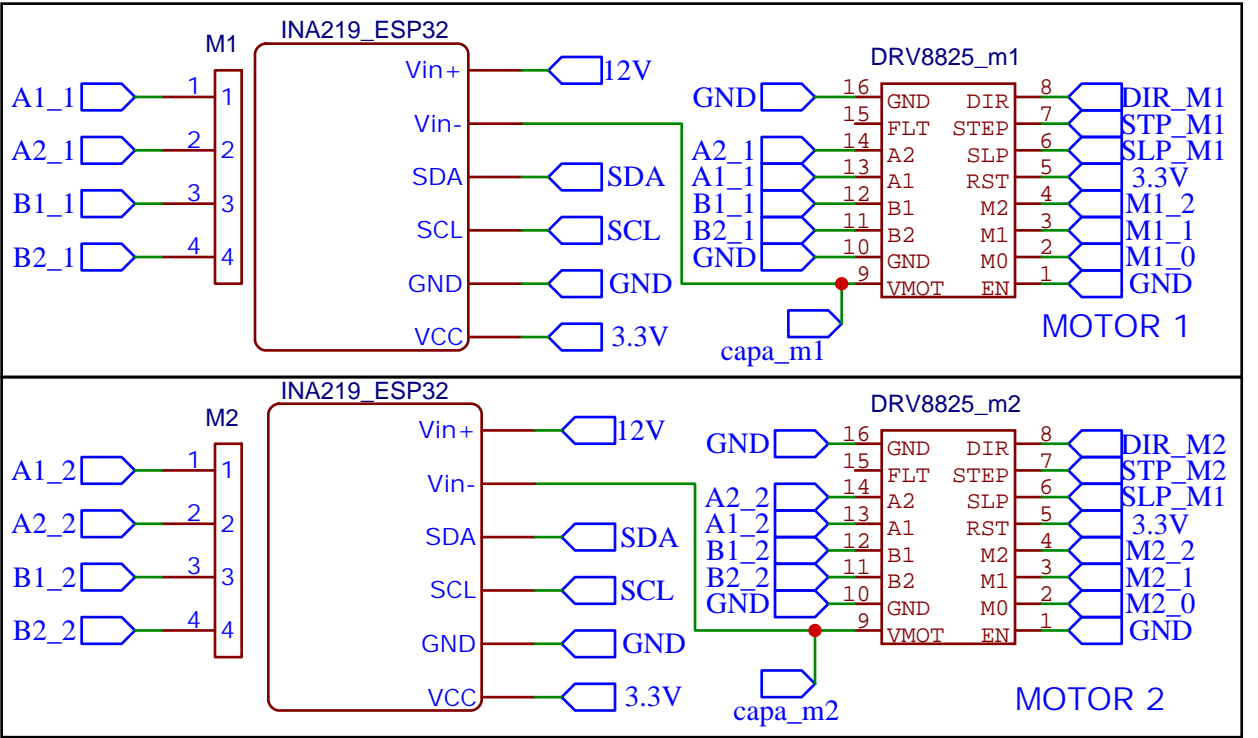 INA219_ESP32
M1
A1_1 1 1
A2_1 2 2
B1_1 3 3
B2_1 4 4
Vin+ 12V
Vin-
SDA SDA
SCL SCL
GND GND
VCC 3.3V
DRV8825_m1
GND 16 GND DIR 8 DIR_M1
15 FLT STEP 7 STP_M1
A2_1 14 A2 SLP 6 SLP_M1
A1_1 13 A1 RST 5 3.3V
B1_1 12 B1 M2 4 M1_2
B2_1 11 B2 M1 3 M1_1
GND 10 GND M0 2 M1_0
9 VMOT EN 1 GND
capa_m1
MOTOR 1
INA219_ESP32
M2
A1_2 1 1
A2_2 2 2
B1_2 3 3
B2_2 4 4
Vin+ 12V
Vin-
SDA SDA
SCL SCL
GND GND
VCC 3.3V
DRV8825_m2
GND 16 GND DIR 8 DIR_M2
15 FLT STEP 7 STP_M2
A2_2 14 A2 SLP 6 SLP_M1
A1_2 13 A1 RST 5 3.3V
B1_2 12 B1 M2 4 M2_2
B2_2 11 B2 M1 3 M2_1
GND 10 GND M0 2 M2_0
9 VMOT EN 1 GND
capa_m2
MOTOR 2